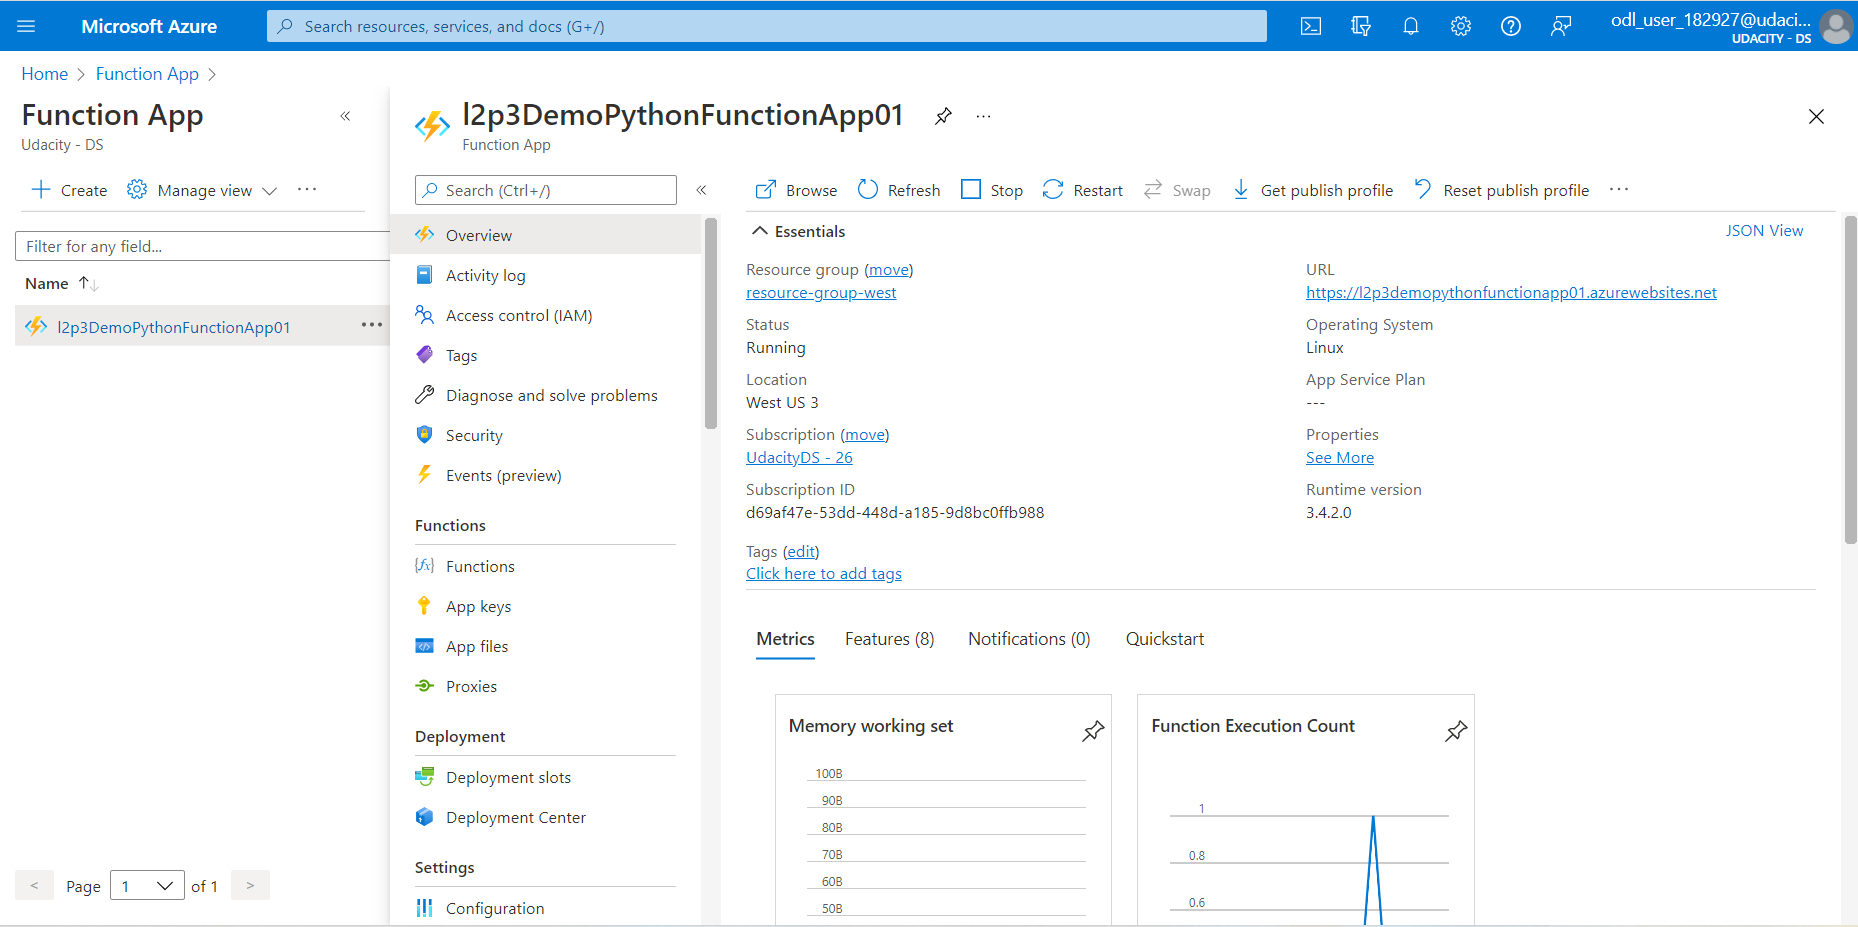 Microsoft Azure
Search resources, services, and docs (G+/)
odl_user_182927@udaci...
UDACITY - DS
Home > Function App >
Function App
Udacity - DS
Create
Manage view
Filter for any field...
Name
l2p3DemoPythonFunctionApp01
< Page 1 of 1 >
l2p3DemoPythonFunctionApp01
Function App
Search (Ctrl+/)
Overview
Activity log
Access control (IAM)
Tags
Diagnose and solve problems
Security
Events (preview)
Functions
Functions
App keys
App files
Proxies
Deployment
Deployment slots
Deployment Center
Settings
Configuration
Browse
Refresh
Stop
Restart
Swap
Get publish profile
Reset publish profile
Essentials
JSON View
Resource group (move)
resource-group-west
Status
Running
Location
West US 3
Subscription (move)
UdacityDS - 26
Subscription ID
d69af47e-53dd-448d-a185-9d8bc0ffb988
Tags (edit)
Click here to add tags
URL
https://l2p3demopythonfunctionapp01.azurewebsites.net
Operating System
Linux
App Service Plan
---
Properties
See More
Runtime version
3.4.2.0
Metrics
Features (8)
Notifications (0)
Quickstart
Memory working set
100B
90B
80B
70B
60B
50B
Function Execution Count
1
0.8
0.6